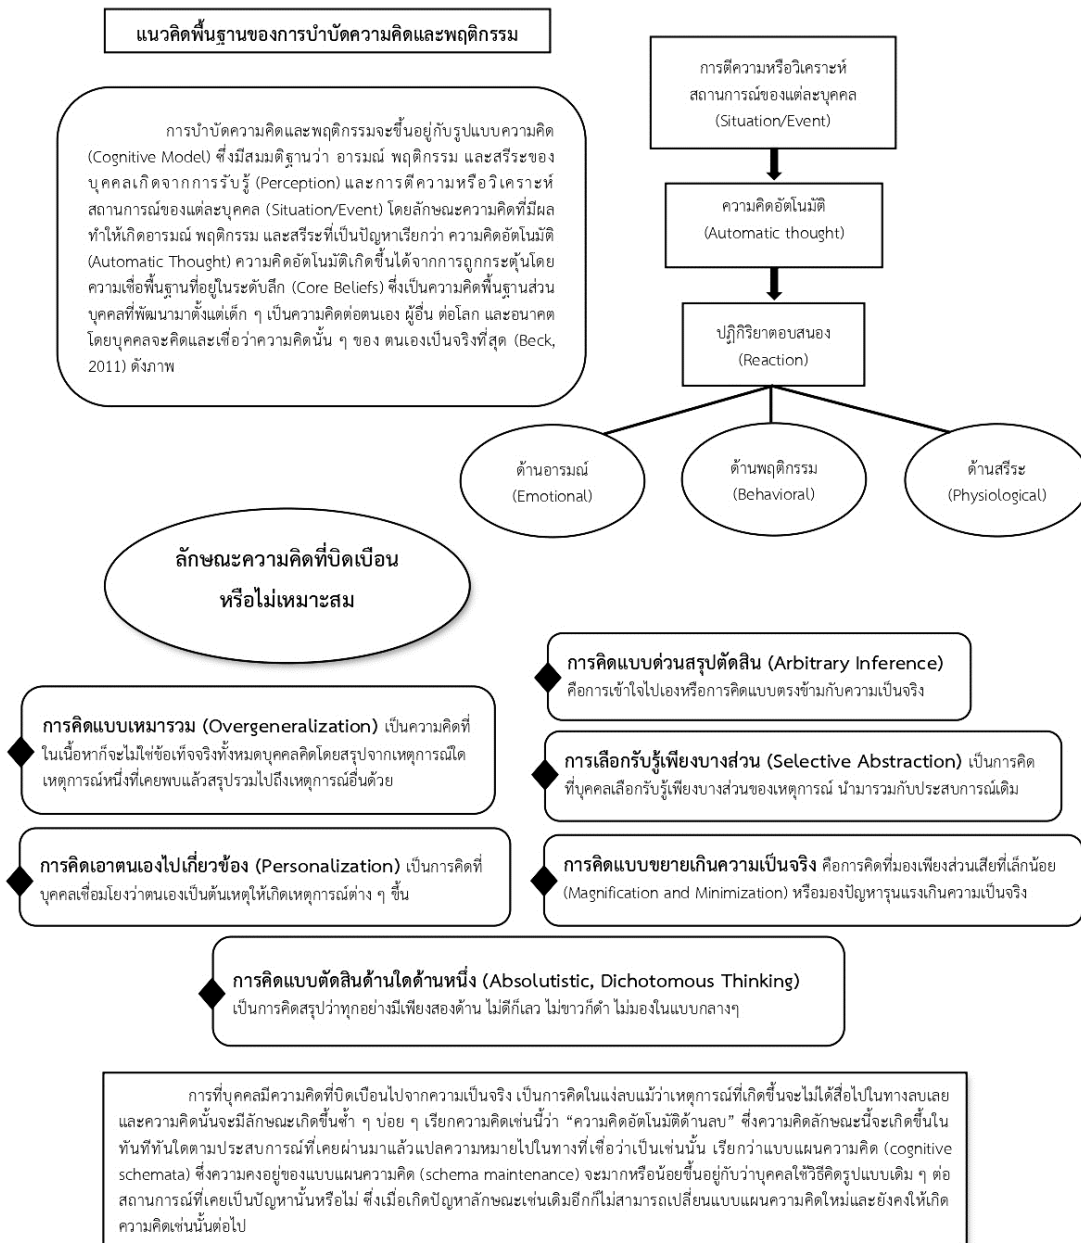 แนวคิดพื้นฐานของการบำบัดความคิดและพฤติกรรม
การบำบัดความคิดและพฤติกรรมจะขึ้นอยู่กับรูปแบบความคิด
(Cognitive Model) ซึ่งมีสมมติฐานว่า อารมณ์ พฤติกรรม และสรีระของ
บุคคลเกิดจากการรับรู้ (Perception) และการตีความหรือวิเคราะห์
สถานการณ์ของแต่ละบุคคล (Situation/Event) โดยลักษณะความคิดที่มีผล
ทำให้เกิดอารมณ์ พฤติกรรม และสรีระที่เป็นปัญหาเรียกว่า ความคิดอัตโนมัติ
(Automatic Thought) ความคิดอัตโนมัติเกิดขึ้นได้จากการถูกกระตุ้นโดย
ความเชื่อพื้นฐานที่อยู่ในระดับลึก (Core Beliefs) ซึ่งเป็นความคิดพื้นฐานส่วน
บุคคลที่พัฒนามาตั้งแต่เด็ก ๆ เป็นความคิดต่อตนเอง ผู้อื่น ต่อโลก และอนาคต
โดยบุคคลจะคิดและเชื่อว่าความคิดนั้น ๆ ของ ตนเองเป็นจริงที่สุด (Beck,
2011) ดังภาพ
การตีความหรือวิเคราะห์
สถานการณ์ของแต่ละบุคคล
(Situation/Event)
ความคิดอัตโนมัติ
(Automatic thought)
ปฏิกิริยาตอบสนอง
(Reaction)
ด้านอารมณ์
(Emotional)
ด้านพฤติกรรม
(Behavioral)
ด้านสรีระ
(Physiological)
ลักษณะความคิดที่บิดเบือน
หรือไม่เหมาะสม
การคิดแบบด่วนสรุปตัดสิน (Arbitrary Inference)
คือการเข้าใจไปเองหรือการคิดแบบตรงข้ามกับความเป็นจริง
การคิดแบบเหมารวม (Overgeneralization) เป็นความคิดที่
ในเนื้อหาก็จะไม่ใช่ข้อเท็จจริงทั้งหมดบุคคลคิดโดยสรุปจากเหตุการณ์ใด
เหตุการณ์หนึ่งที่เคยพบแล้วสรุปรวมไปถึงเหตุการณ์อื่นด้วย
การเลือกรับรู้เพียงบางส่วน (Selective Abstraction) เป็นการคิด
ที่บุคคลเลือกรับรู้เพียงบางส่วนของเหตุการณ์ นำมารวมกับประสบการณ์เดิม
การคิดเอาตนเองไปเกี่ยวข้อง (Personalization) เป็นการคิดที่
บุคคลเชื่อมโยงว่าตนเองเป็นต้นเหตุให้เกิดเหตุการณ์ต่าง ๆ ขึ้น
การคิดแบบขยายเกินความเป็นจริง คือการคิดที่มองเพียงส่วนเสียที่เล็กน้อย
(Magnification and Minimization) หรือมองปัญหารุนแรงเกินความเป็นจริง
การคิดแบบตัดสินด้านใดด้านหนึ่ง (Absolutistic, Dichotomous Thinking)
เป็นการคิดสรุปว่าทุกอย่างมีเพียงสองด้าน ไม่ดีก็เลว ไม่ขาวก็ดำ ไม่มองในแบบกลางๆ
การที่บุคคลมีความคิดที่บิดเบือนไปจากความเป็นจริง เป็นการคิดในแง่ลบแม้ว่าเหตุการณ์ที่เกิดขึ้นจะไม่ได้สื่อไปในทางลบเลย
และความคิดนั้นจะมีลักษณะเกิดขึ้นซ้ำ ๆ บ่อย ๆ เรียกความคิดเช่นนี้ว่า “ความคิดอัตโนมัติด้านลบ” ซึ่งความคิดลักษณะนี้จะเกิดขึ้นใน
ทันทีทันใดตามประสบการณ์ที่เคยผ่านมาแล้วแปลความหมายไปในทางที่เชื่อว่าเป็นเช่นนั้น เรียกว่าแบบแผนความคิด (cognitive
schemata) ซึ่งความคงอยู่ของแบบแผนความคิด (schema maintenance) จะมากหรือน้อยขึ้นอยู่กับว่าบุคคลใช้วิธีคิดรูปแบบเดิม ๆ ต่อ
สถานการณ์ที่เคยเป็นปัญหานั้นหรือไม่ ซึ่งเมื่อเกิดปัญหาลักษณะเช่นเดิมอีกก็ไม่สามารถเปลี่ยนแบบแผนความคิดใหม่และยังคงให้เกิด
ความคิดเช่นนั้นต่อไป